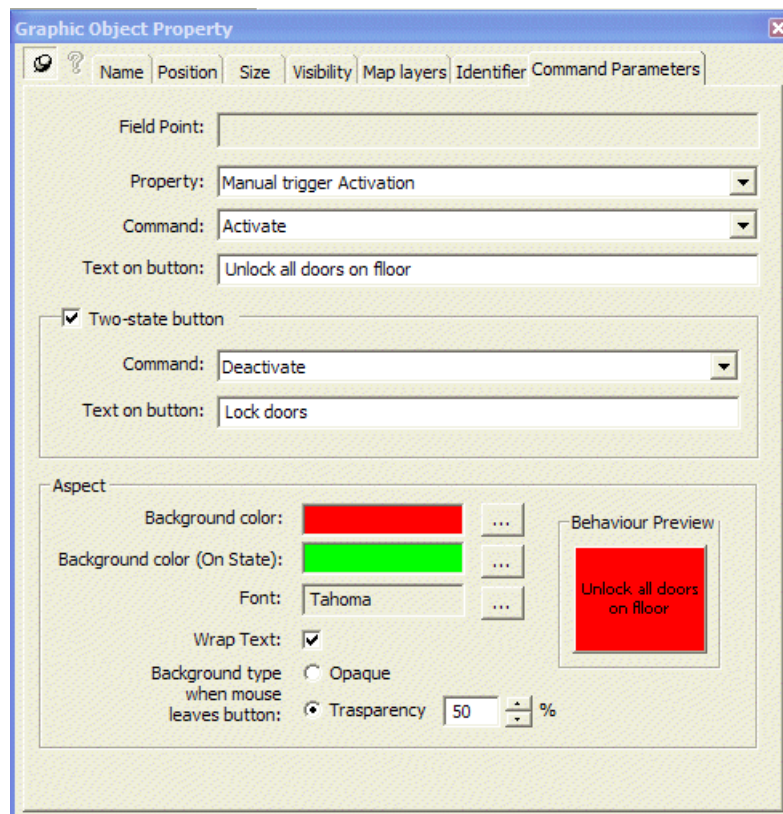 Graphic Object Property
Name Position Size Visibility Map layers Identifier Command Parameters
Field Point:
Property: Manual trigger Activation
Command: Activate
Text on button: Unlock all doors on flloor
Two-state button
Command: Deactivate
Text on button: Lock doors
Aspect
Background color: ...
Behaviour Preview
Background color (On State): ...
Unlock all doors
on flloor
Font: Tahoma ...
Wrap Text:
Background type
when mouse
leaves button:
Opaque
Trasparency 50 %